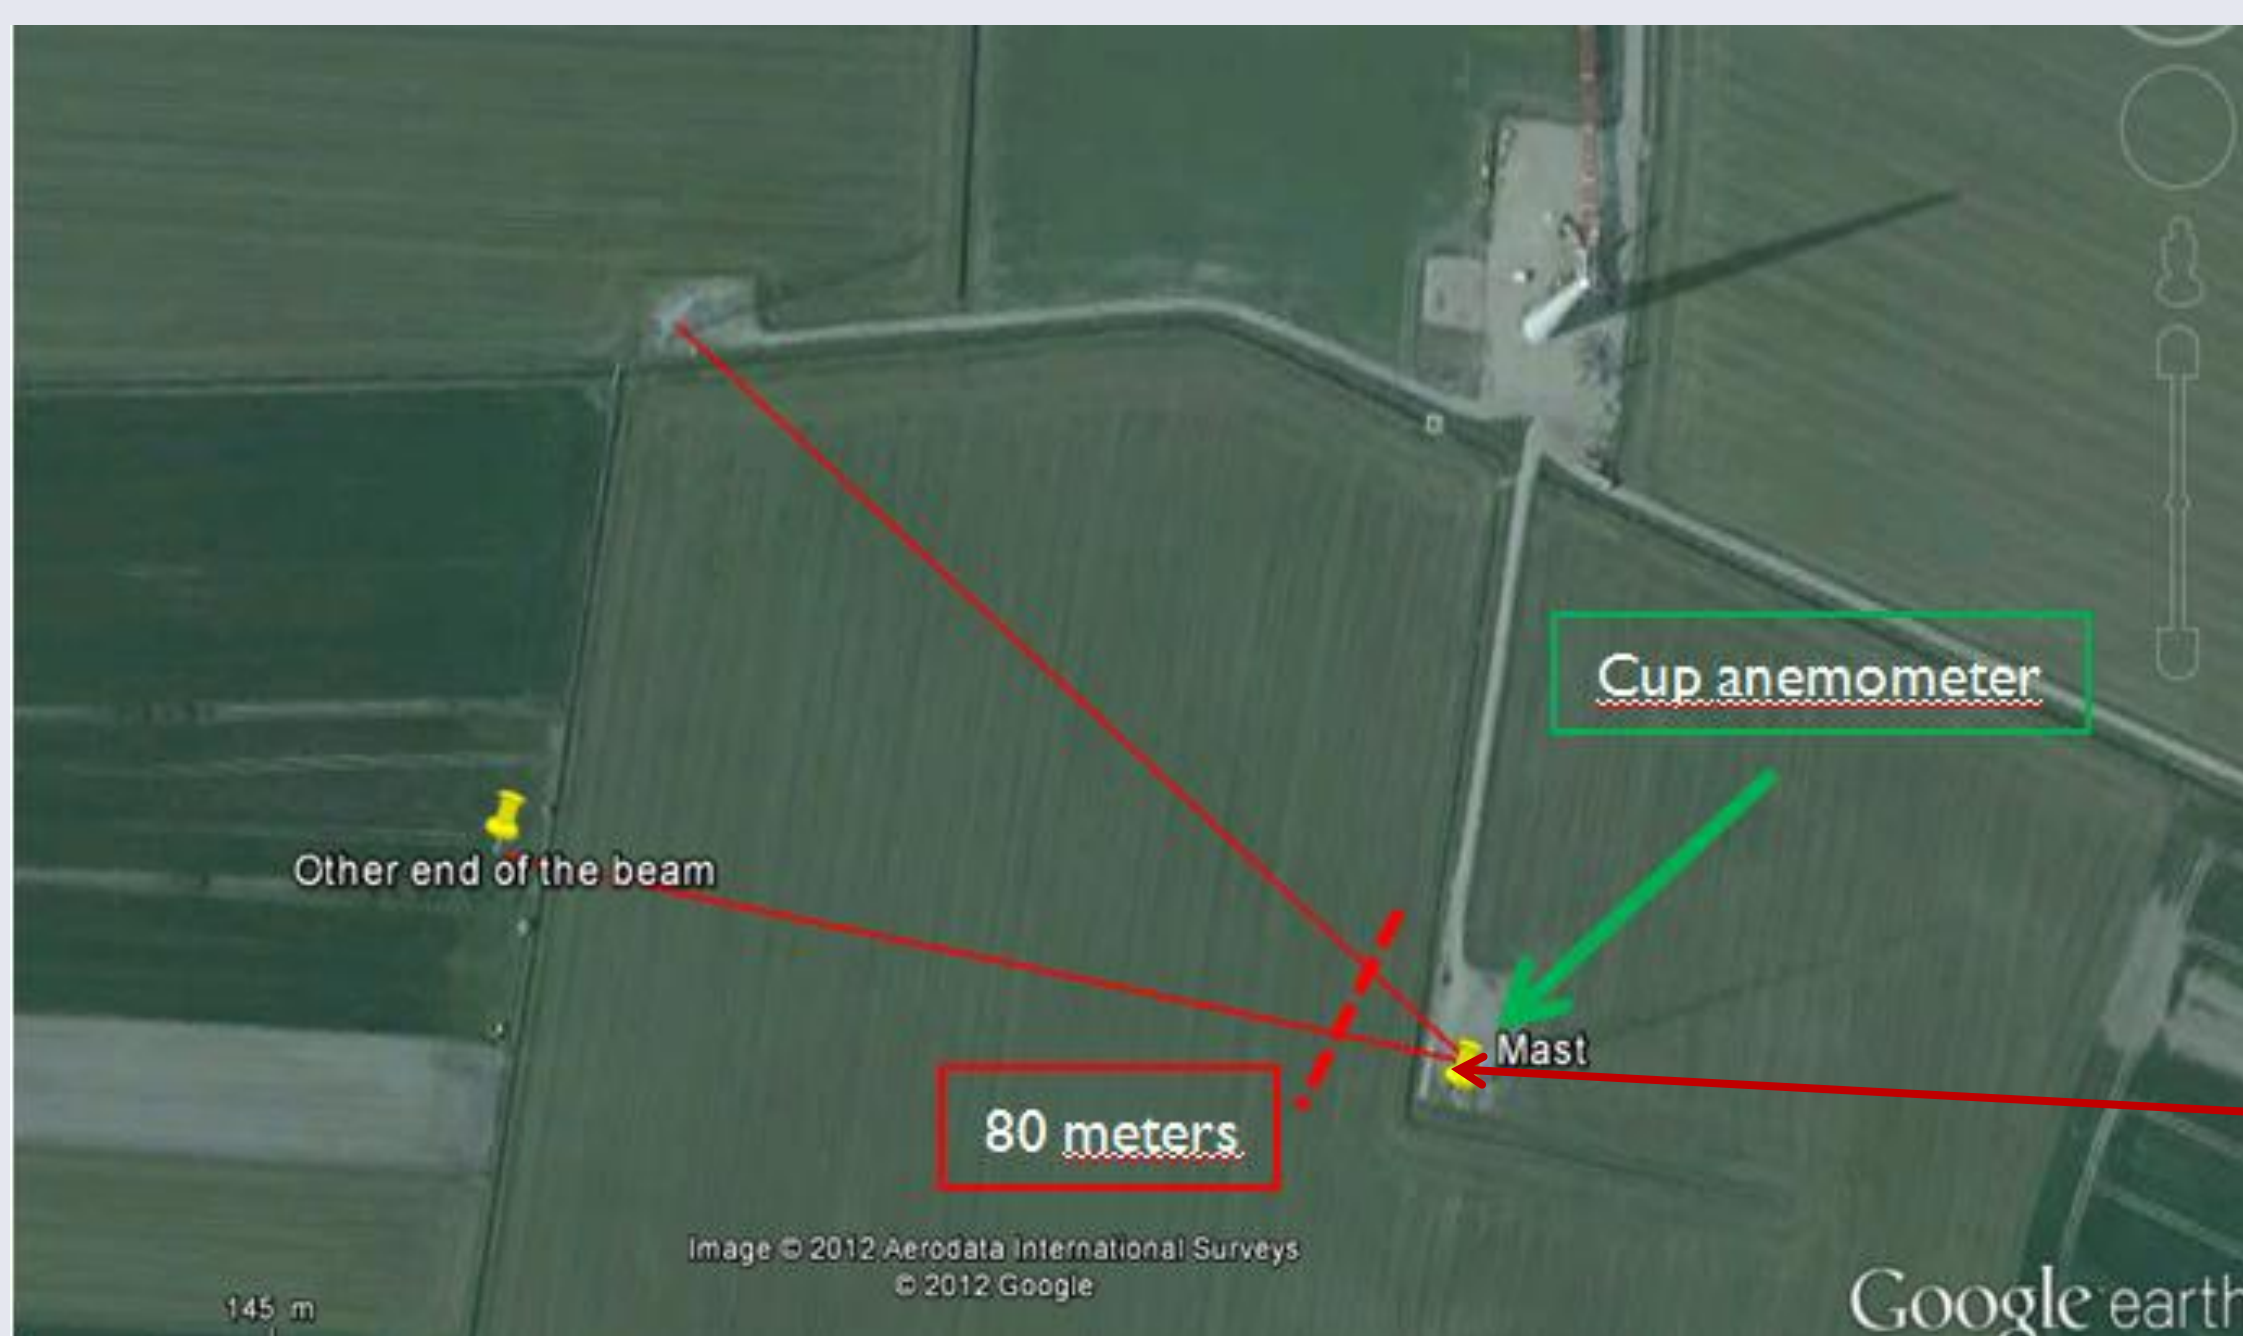 Cup anemometer
Other end of the beam
Mast
80 meters
Image © 2012 Aerodata International Surveys
© 2012 Google
145 m
Google earth